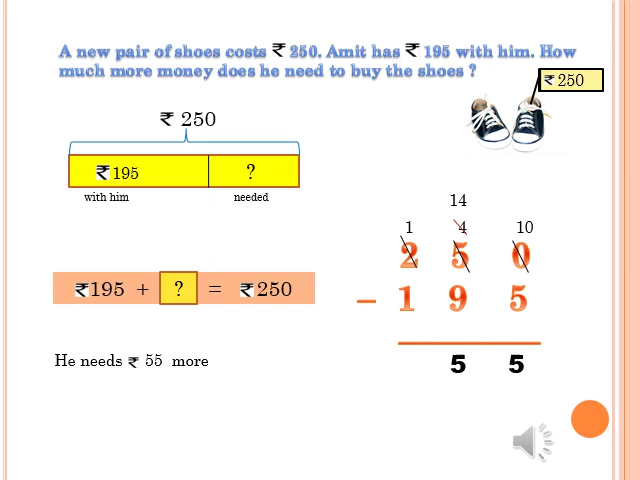 A new pair of shoes costs ₹ 250. Amit has ₹ 195 with him. How
much more money does he need to buy the shoes ?
₹ 250
₹ 250
₹ 195 ?
with him needed
14
1 4 10
2 5 0
– 1 9 5
5 5
₹ 195 + ? = ₹ 250
He needs ₹ 55 more